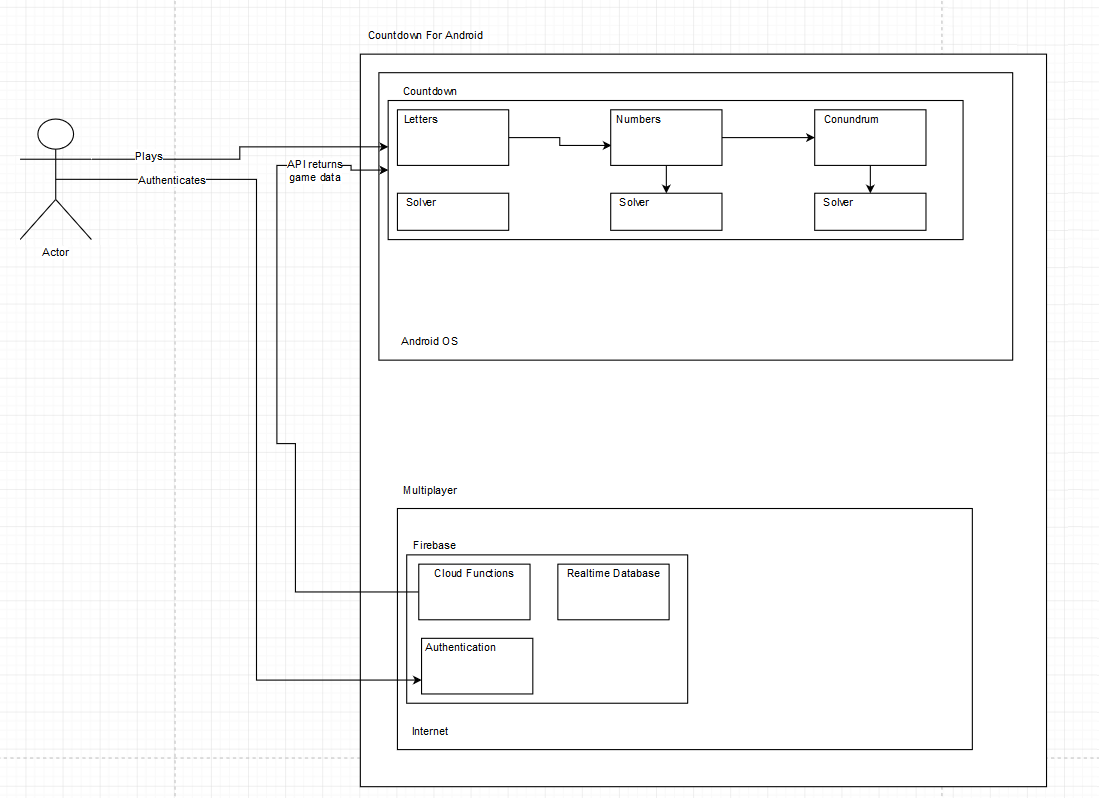 Countdown For Android
Countdown
Letters
Numbers
Conundrum
Plays
API returns
game data
Authenticates
Solver
Solver
Solver
Actor
Android OS
Multiplayer
Firebase
Cloud Functions
Realtime Database
Authentication
Internet